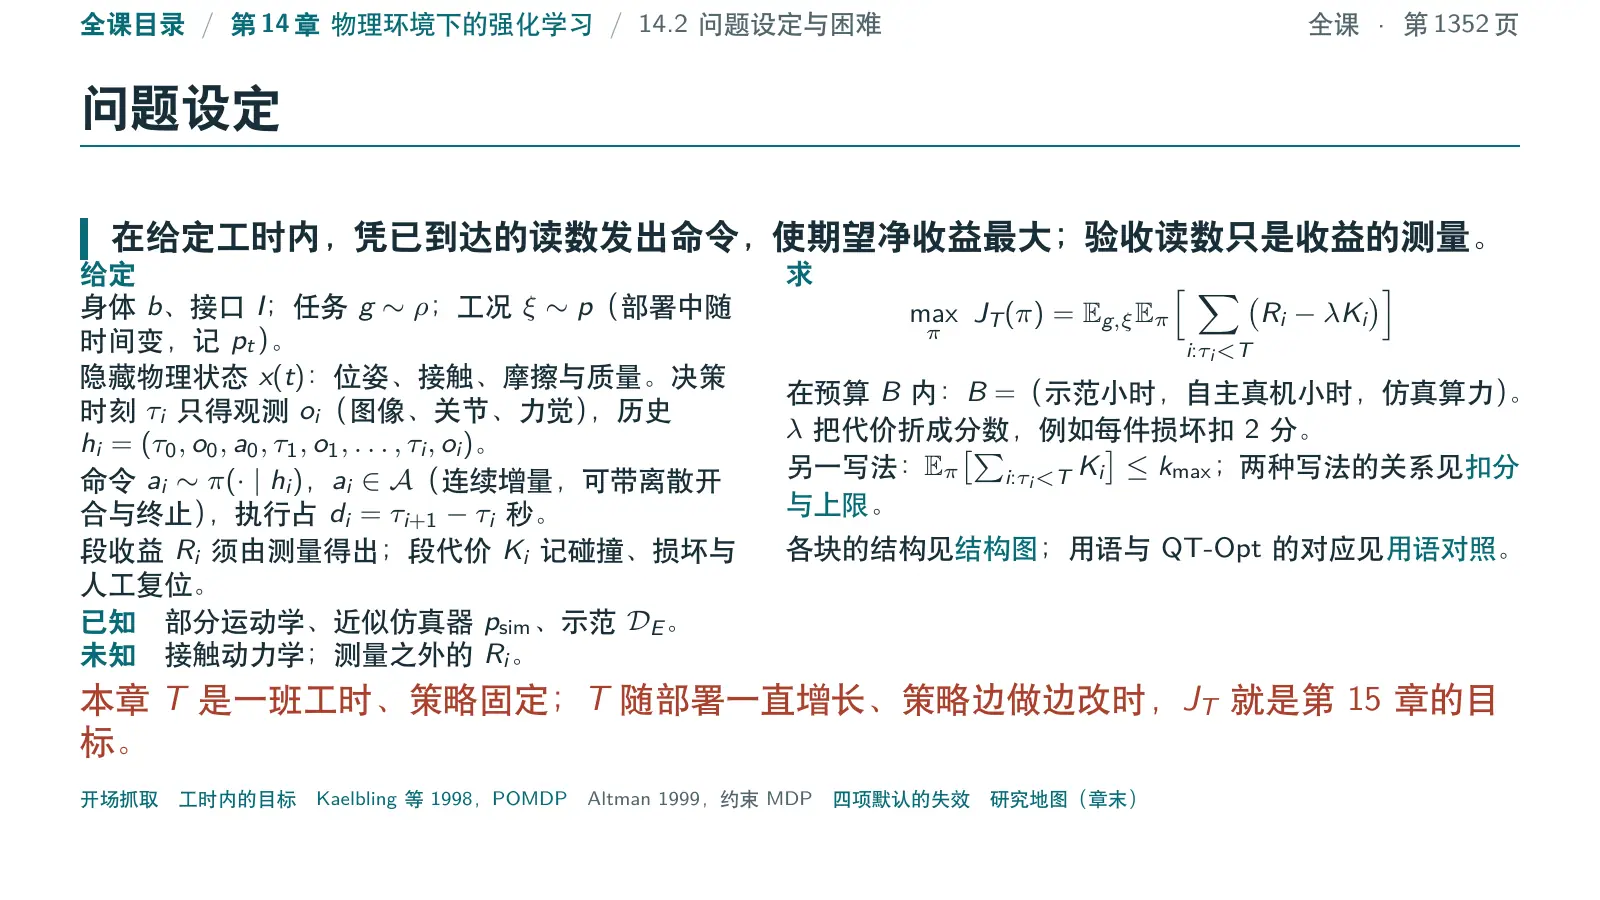 全课目录 / 第 14 章 物理环境下的强化学习 / 14.2 问题设定与困难
全课 · 第 1352 页
问题设定
在给定工时内，凭已到达的读数发出命令，使期望净收益最大；验收读数只是收益的测量。
给定
身体 b、接口 I；任务 g ∼ ρ；工况 ξ ∼ p（部署中随
时间变，记 p_t）。
隐藏物理状态 x(t)：位姿、接触、摩擦与质量。决策
时刻 τ_i 只得观测 o_i（图像、关节、力觉），历史
h_i = (τ_0, o_0, a_0, τ_1, o_1, . . . , τ_i, o_i)。
命令 a_i ∼ π(· | h_i)，a_i ∈ 𝒜（连续增量，可带离散开
合与终止），执行占 d_i = τ_{i+1} − τ_i 秒。
段收益 R_i 须由测量得出；段代价 K_i 记碰撞、损坏与
人工复位。
已知 部分运动学、近似仿真器 p_sim、示范 𝒟_E。
未知 接触动力学；测量之外的 R_i。
求
max_π J_T(π) = 𝔼_{g,ξ}𝔼_π[∑_{i:τ_i<T} (R_i − λK_i)]
在预算 B 内：B =（示范小时，自主真机小时，仿真算力）。
λ 把代价折成分数，例如每件损坏扣 2 分。
另一写法：𝔼_π[∑_{i:τ_i<T} K_i] ≤ k_max；两种写法的关系见扣分
与上限。
各块的结构见结构图；用语与 QT-Opt 的对应见用语对照。
本章 T 是一班工时、策略固定；T 随部署一直增长、策略边做边改时，J_T 就是第 15 章的目
标。
开场抓取 工时内的目标 Kaelbling 等 1998，POMDP Altman 1999，约束 MDP 四项默认的失效 研究地图（章末）